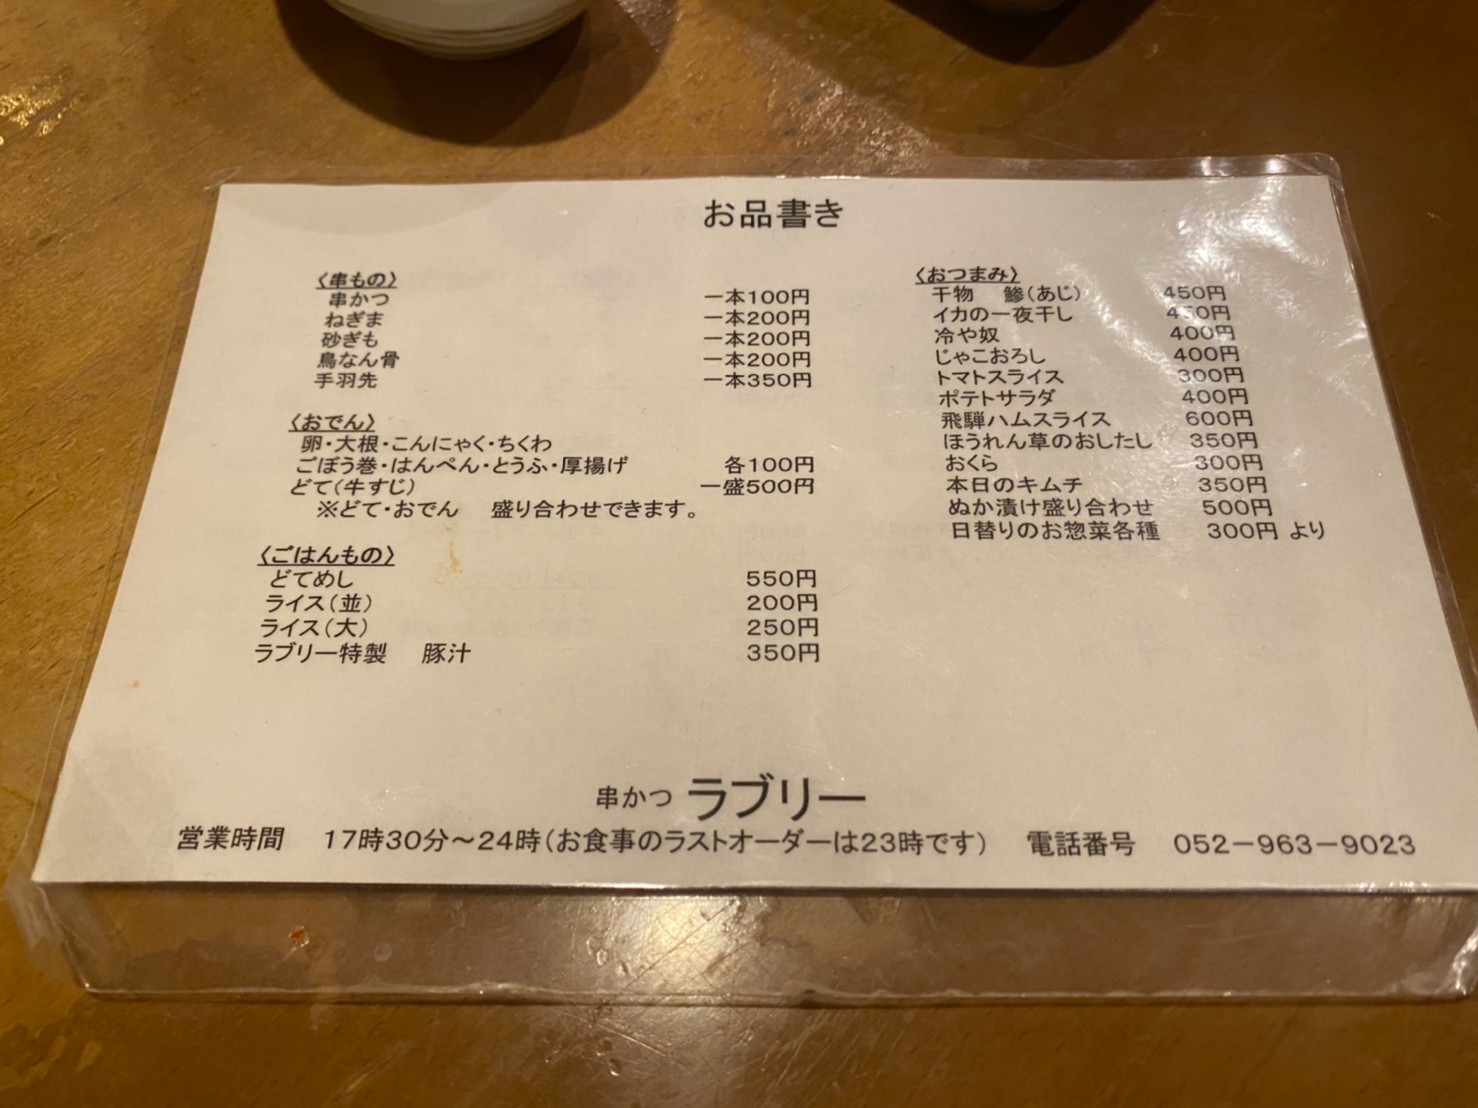 お品書き
〈串もの〉
串かつ 一本100円
ねぎま 一本200円
砂ぎも 一本200円
鳥なん骨 一本200円
手羽先 一本350円
〈おでん〉
卵・大根・こんにゃく・ちくわ
ごぼう巻・はんぺん・とうふ・厚揚げ 各100円
どて(牛すじ) 一盛500円
※どて・おでん 盛り合わせできます。
〈ごはんもの〉
どてめし 550円
ライス(並) 200円
ライス(大) 250円
ラブリー特製 豚汁 350円
〈おつまみ〉
干物 鯵(あじ) 450円
イカの一夜干し 450円
冷や奴 400円
じゃこおろし 400円
トマトスライス 300円
ポテトサラダ 400円
飛騨ハムスライス 600円
ほうれん草のおしたし 350円
おくら 300円
本日のキムチ 350円
ぬか漬け盛り合わせ 500円
日替りのお惣菜各種 300円 より
串かつ ラブリー
営業時間 17時30分～24時(お食事のラストオーダーは23時です) 電話番号 052－963－9023